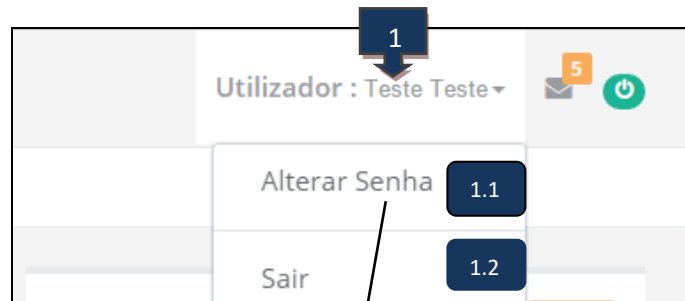 1
Utilizador : Teste Teste
5
Alterar Senha
1.1
Sair
1.2